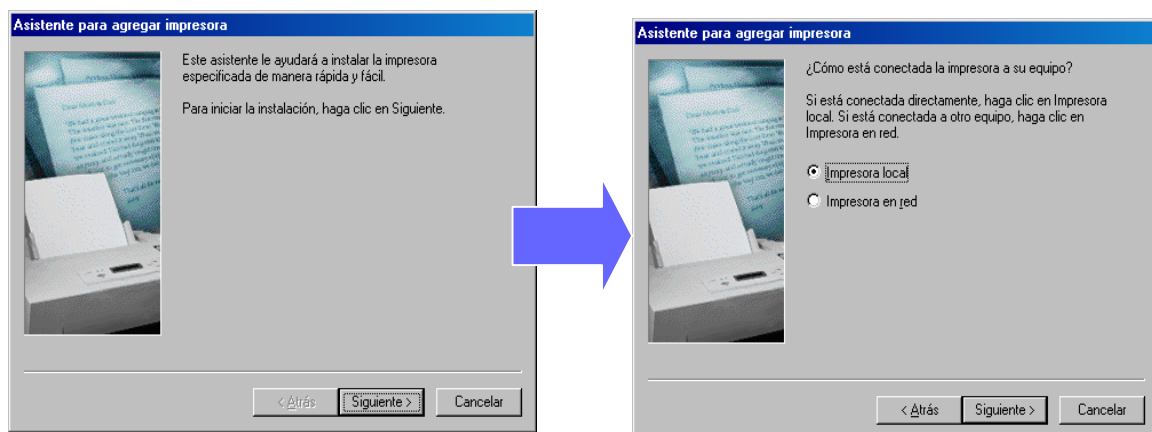 Asistente para agregar impresora
Este asistente le ayudará a instalar la impresora
especificada de manera rápida y fácil.
Para iniciar la instalación, haga clic en Siguiente.
< Atrás
Siguiente >
Cancelar
Asistente para agregar impresora
¿Cómo está conectada la impresora a su equipo?
Si está conectada directamente, haga clic en Impresora
local. Si está conectada a otro equipo, haga clic en
Impresora en red.
Impresora local
Impresora en red
< Atrás
Siguiente >
Cancelar